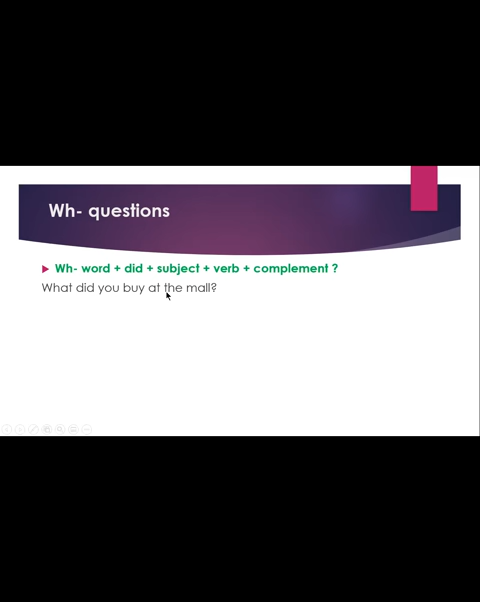 Wh- questions
Wh- word + did + subject + verb + complement ?
What did you buy at the mall?